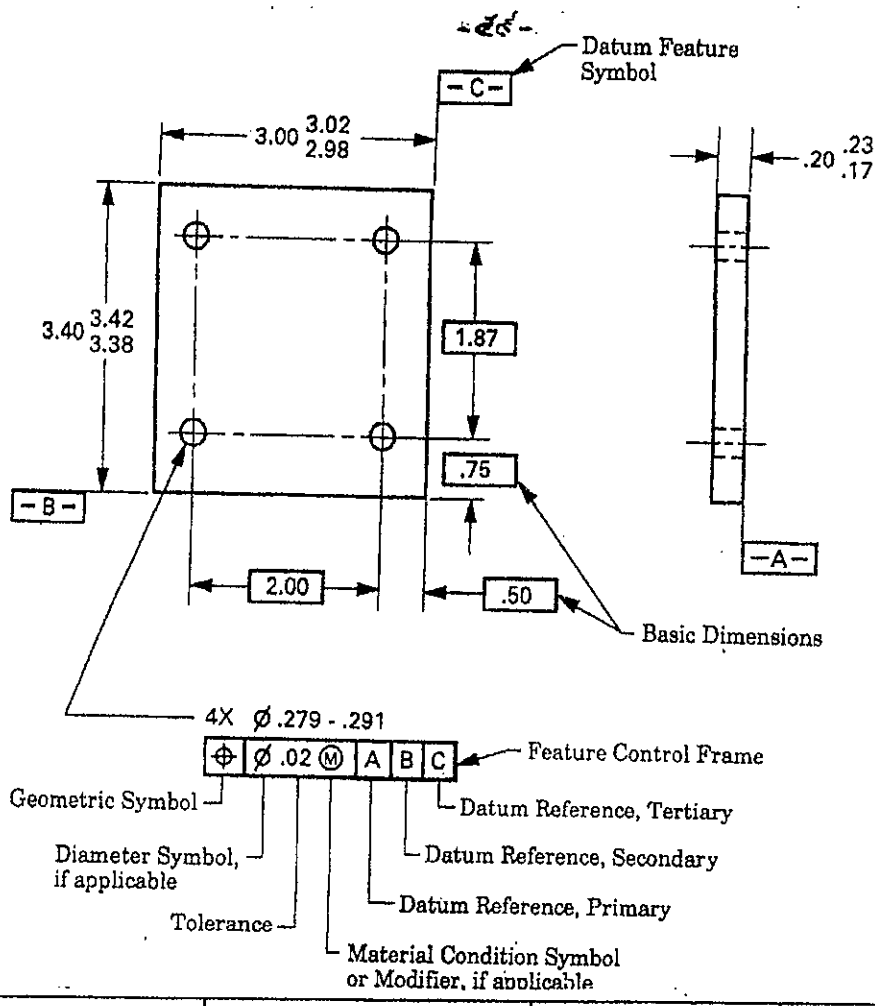 Datum Feature
Symbol
- C -
3.00 3.02
2.98
.20 .23
.17
3.40 3.42
3.38
1.87
.75
- B -
-A-
2.00
.50
Basic Dimensions
4X Ø .279 - .291
⌖ Ø .02 Ⓜ A B C
Feature Control Frame
Geometric Symbol
Datum Reference, Tertiary
Diameter Symbol,
if applicable
Datum Reference, Secondary
Datum Reference, Primary
Tolerance
Material Condition Symbol
or Modifier, if applicable